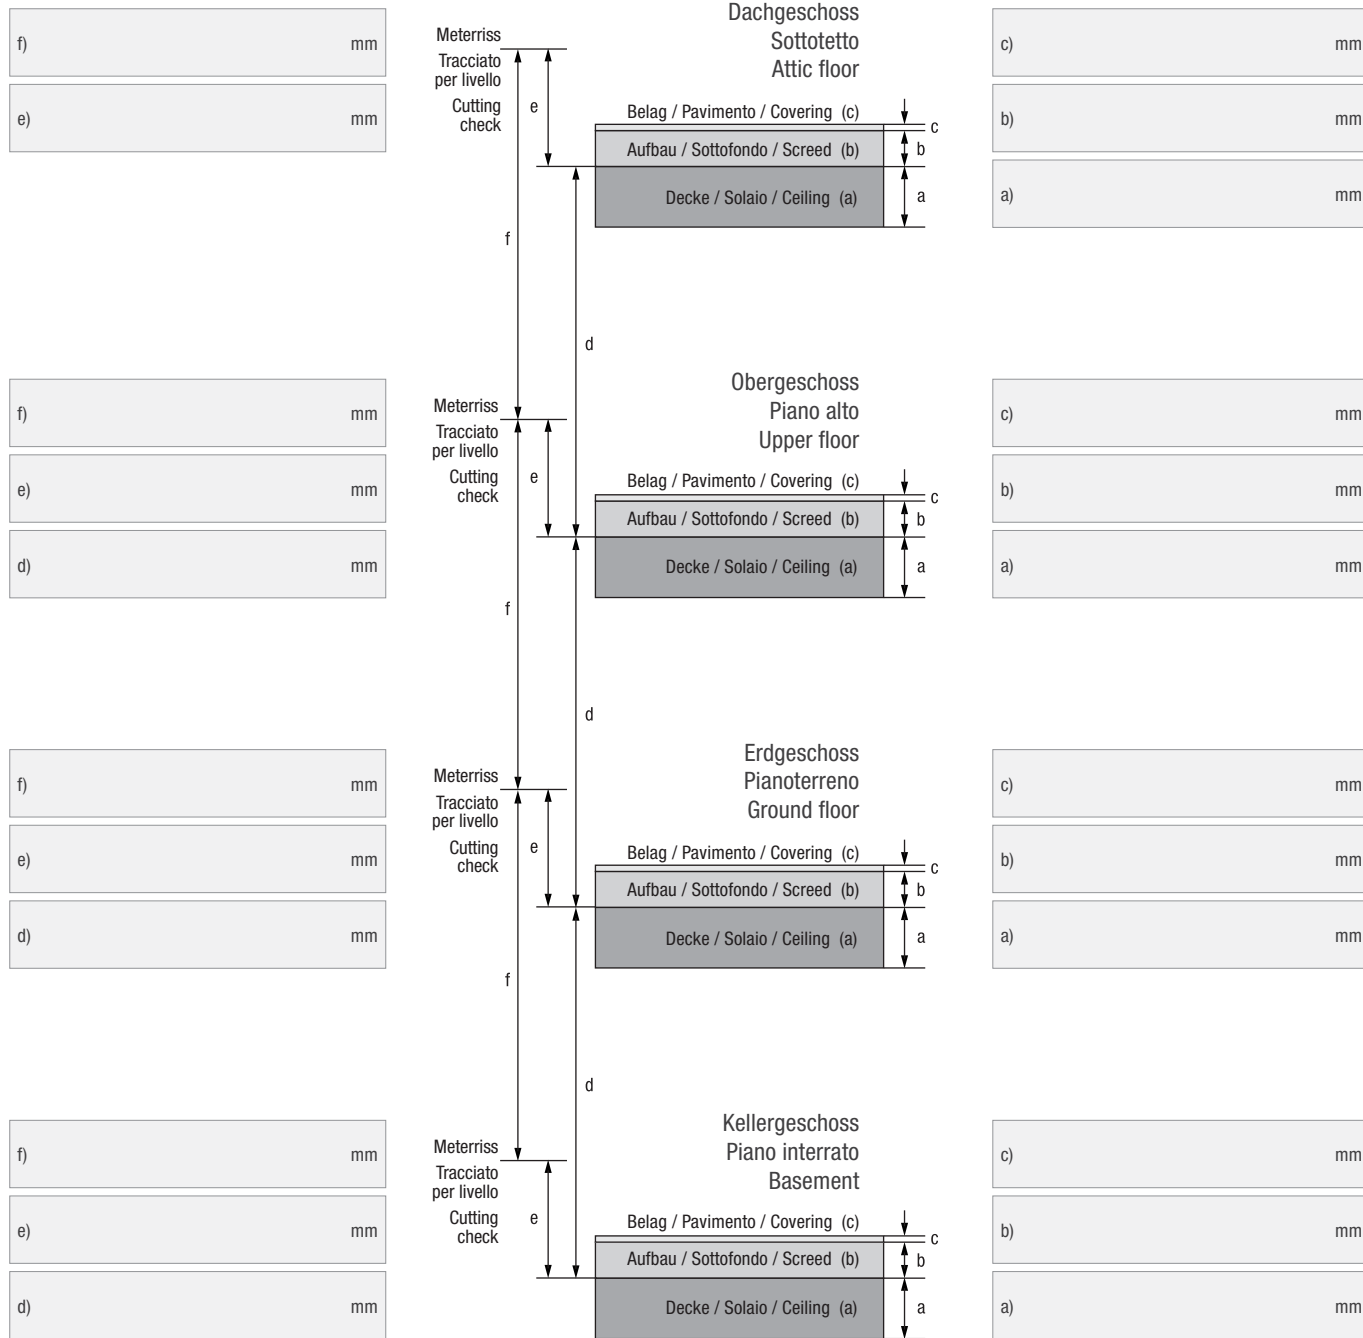 Dachgeschoss
Sottotetto
Attic floor
f) mm
e) mm
Meterriss
Tracciato
per livello
Cutting
check
e
f
d
Belag / Pavimento / Covering (c)
Aufbau / Sottofondo / Screed (b)
Decke / Solaio / Ceiling (a)
c
b
a
c) mm
b) mm
a) mm
Obergeschoss
Piano alto
Upper floor
f) mm
e) mm
d) mm
Meterriss
Tracciato
per livello
Cutting
check
e
f
d
Belag / Pavimento / Covering (c)
Aufbau / Sottofondo / Screed (b)
Decke / Solaio / Ceiling (a)
c
b
a
c) mm
b) mm
a) mm
Erdgeschoss
Pianoterreno
Ground floor
f) mm
e) mm
d) mm
Meterriss
Tracciato
per livello
Cutting
check
e
f
d
Belag / Pavimento / Covering (c)
Aufbau / Sottofondo / Screed (b)
Decke / Solaio / Ceiling (a)
c
b
a
c) mm
b) mm
a) mm
Kellergeschoss
Piano interrato
Basement
f) mm
e) mm
d) mm
Meterriss
Tracciato
per livello
Cutting
check
e
Belag / Pavimento / Covering (c)
Aufbau / Sottofondo / Screed (b)
Decke / Solaio / Ceiling (a)
c
b
a
c) mm
b) mm
a) mm